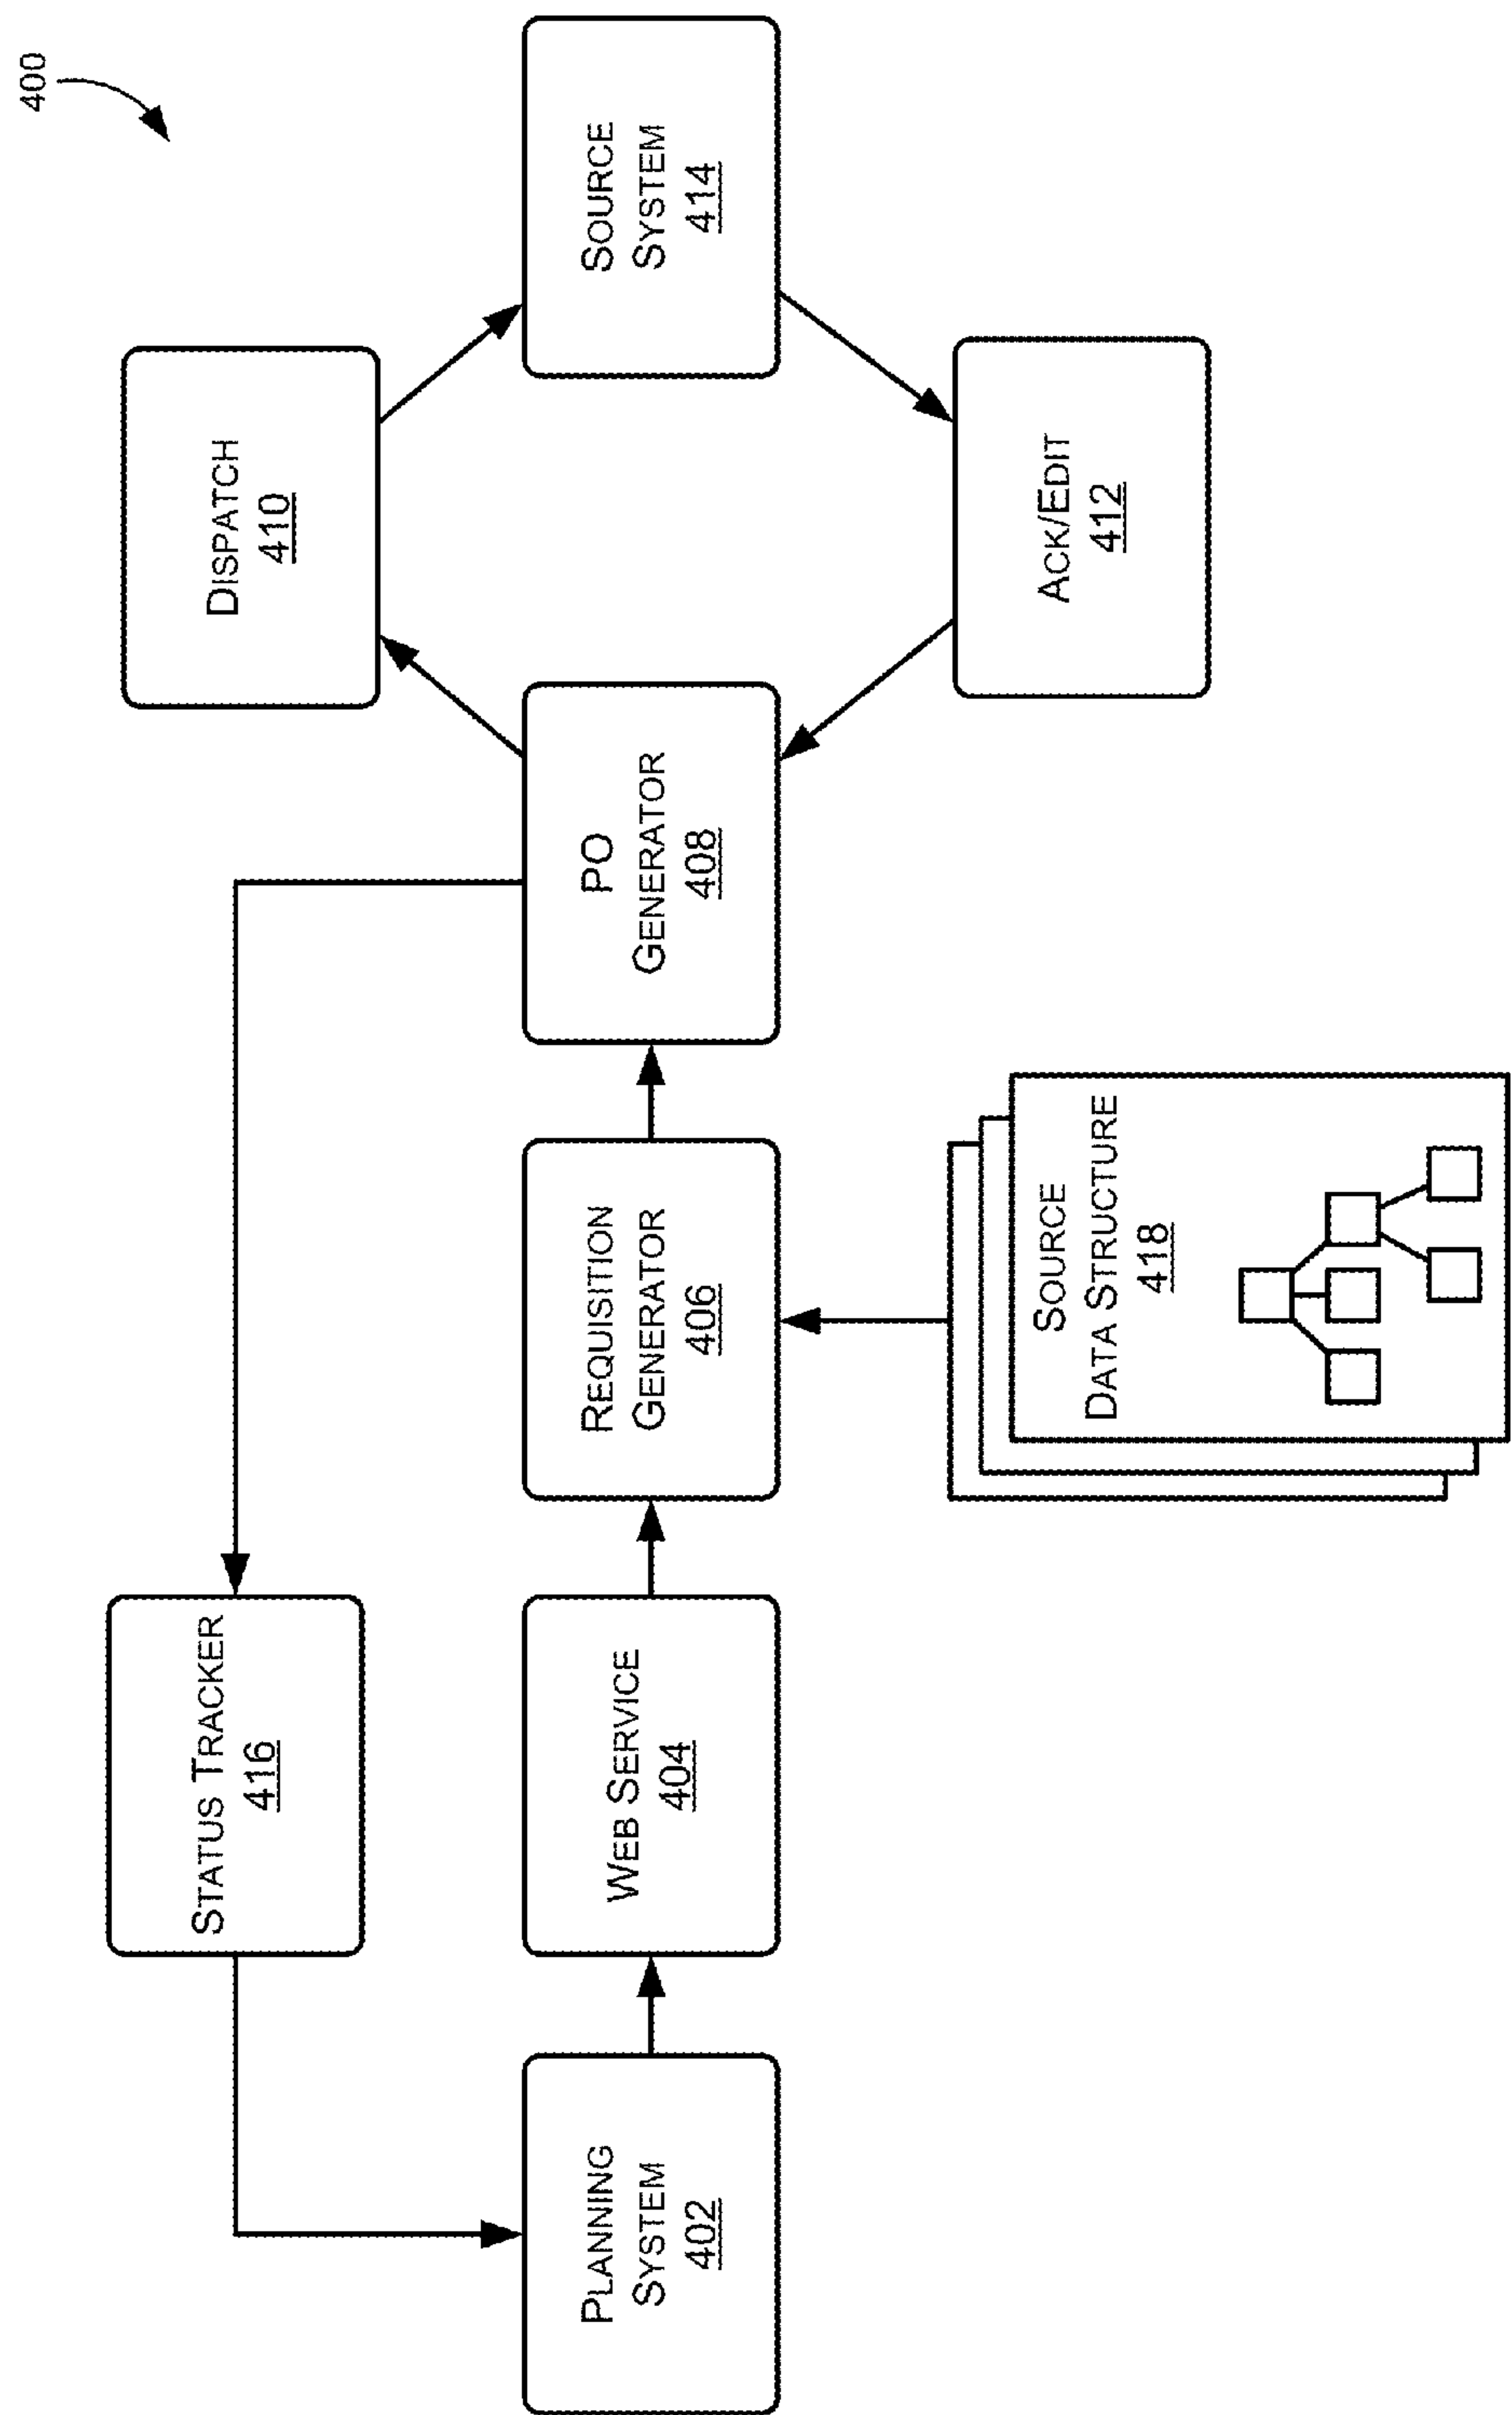 400
STATUS TRACKER
416
DISPATCH
410
PLANNING
SYSTEM
402
WEB SERVICE
404
REQUISITION
GENERATOR
406
PO
GENERATOR
408
SOURCE
SYSTEM
414
ACK/EDIT
412
SOURCE
DATA STRUCTURE
418